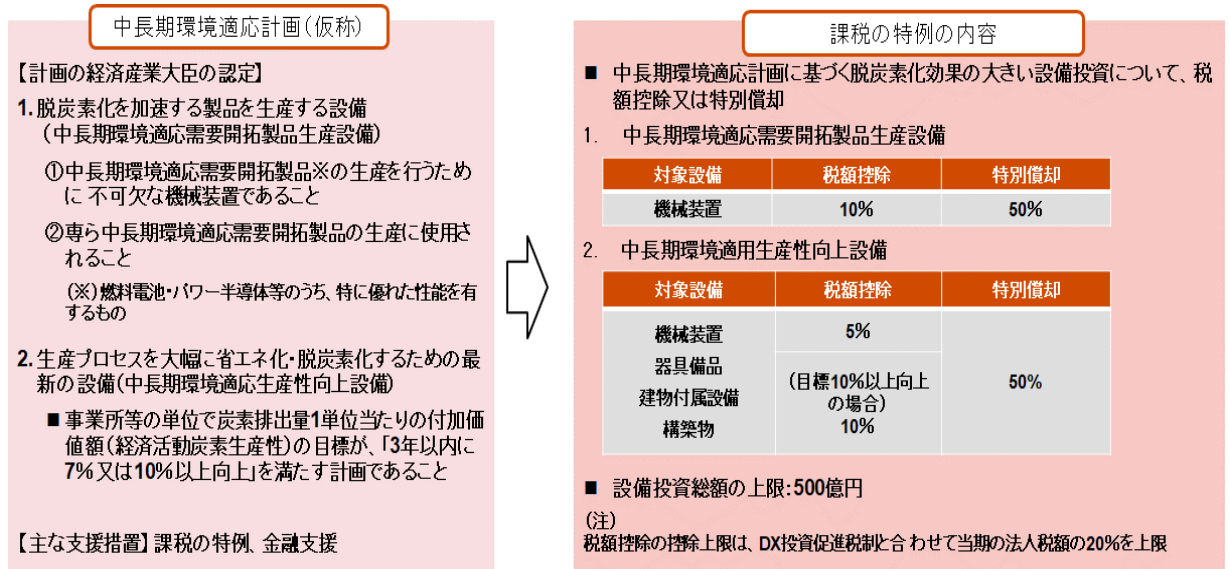 中長期環境適応計画(仮称)
【計画の経済産業大臣の認定】
1.脱炭素化を加速する製品を生産する設備
(中長期環境適応需要開拓製品生産設備)
①中長期環境適応需要開拓製品※の生産を行うため
に 不可欠な機械装置であること
②専ら中長期環境適応需要開拓製品の生産に使用さ
れること
(※)燃料電池・パワー半導体等のうち、特に優れた性能を有
するもの
2.生産プロセスを大幅に省エネ化・脱炭素化するための最
新の設備(中長期環境適応生産性向上設備)
■事業所等の単位で炭素排出量1単位当たりの付加価
値額(経済活動炭素生産性)の目標が、「3年以内に
7%又は10%以上向上」を満たす計画であること
【主な支援措置】課税の特例、金融支援
課税の特例の内容
■ 中長期環境適応計画に基づく脱炭素化効果の大きい設備投資について、税
額控除又は特別償却
1. 中長期環境適応需要開拓製品生産設備
対象設備 税額控除 特別償却
機械装置 10% 50%
2. 中長期環境適用生産性向上設備
対象設備 税額控除 特別償却
機械装置 5%
器具備品
建物付属設備 (目標10%以上向上 50%
の場合)
構築物 10%
■ 設備投資総額の上限:500億円
(注)
税額控除の控除上限は、DX投資促進税制と合わせて当期の法人税額の20%を上限